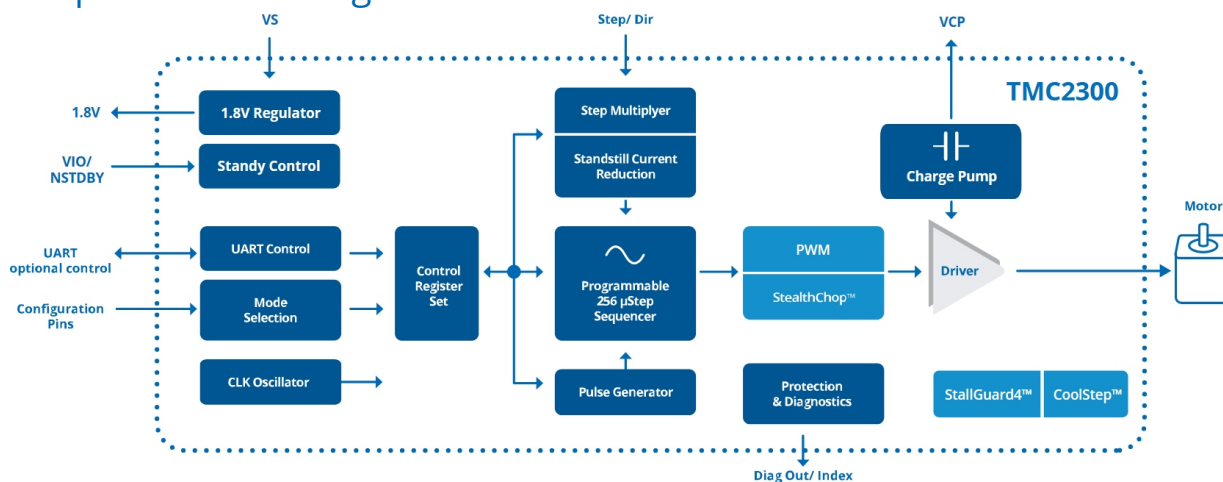 VS
Step/ Dir
VCP
TMC2300
1.8V
1.8V Regulator
VIO/
NSTDBY
Standy Control
Step Multiplyer
Standstill Current
Reduction
Charge Pump
Motor
UART
optional control
UART Control
Mode
Selection
Configuration
Pins
CLK Oscillator
Control
Register
Set
Programmable
256 µStep
Sequencer
PWM
StealthChop™
Driver
Pulse Generator
Protection
& Diagnostics
StallGuard4™
CoolStep™
Diag Out/ Index